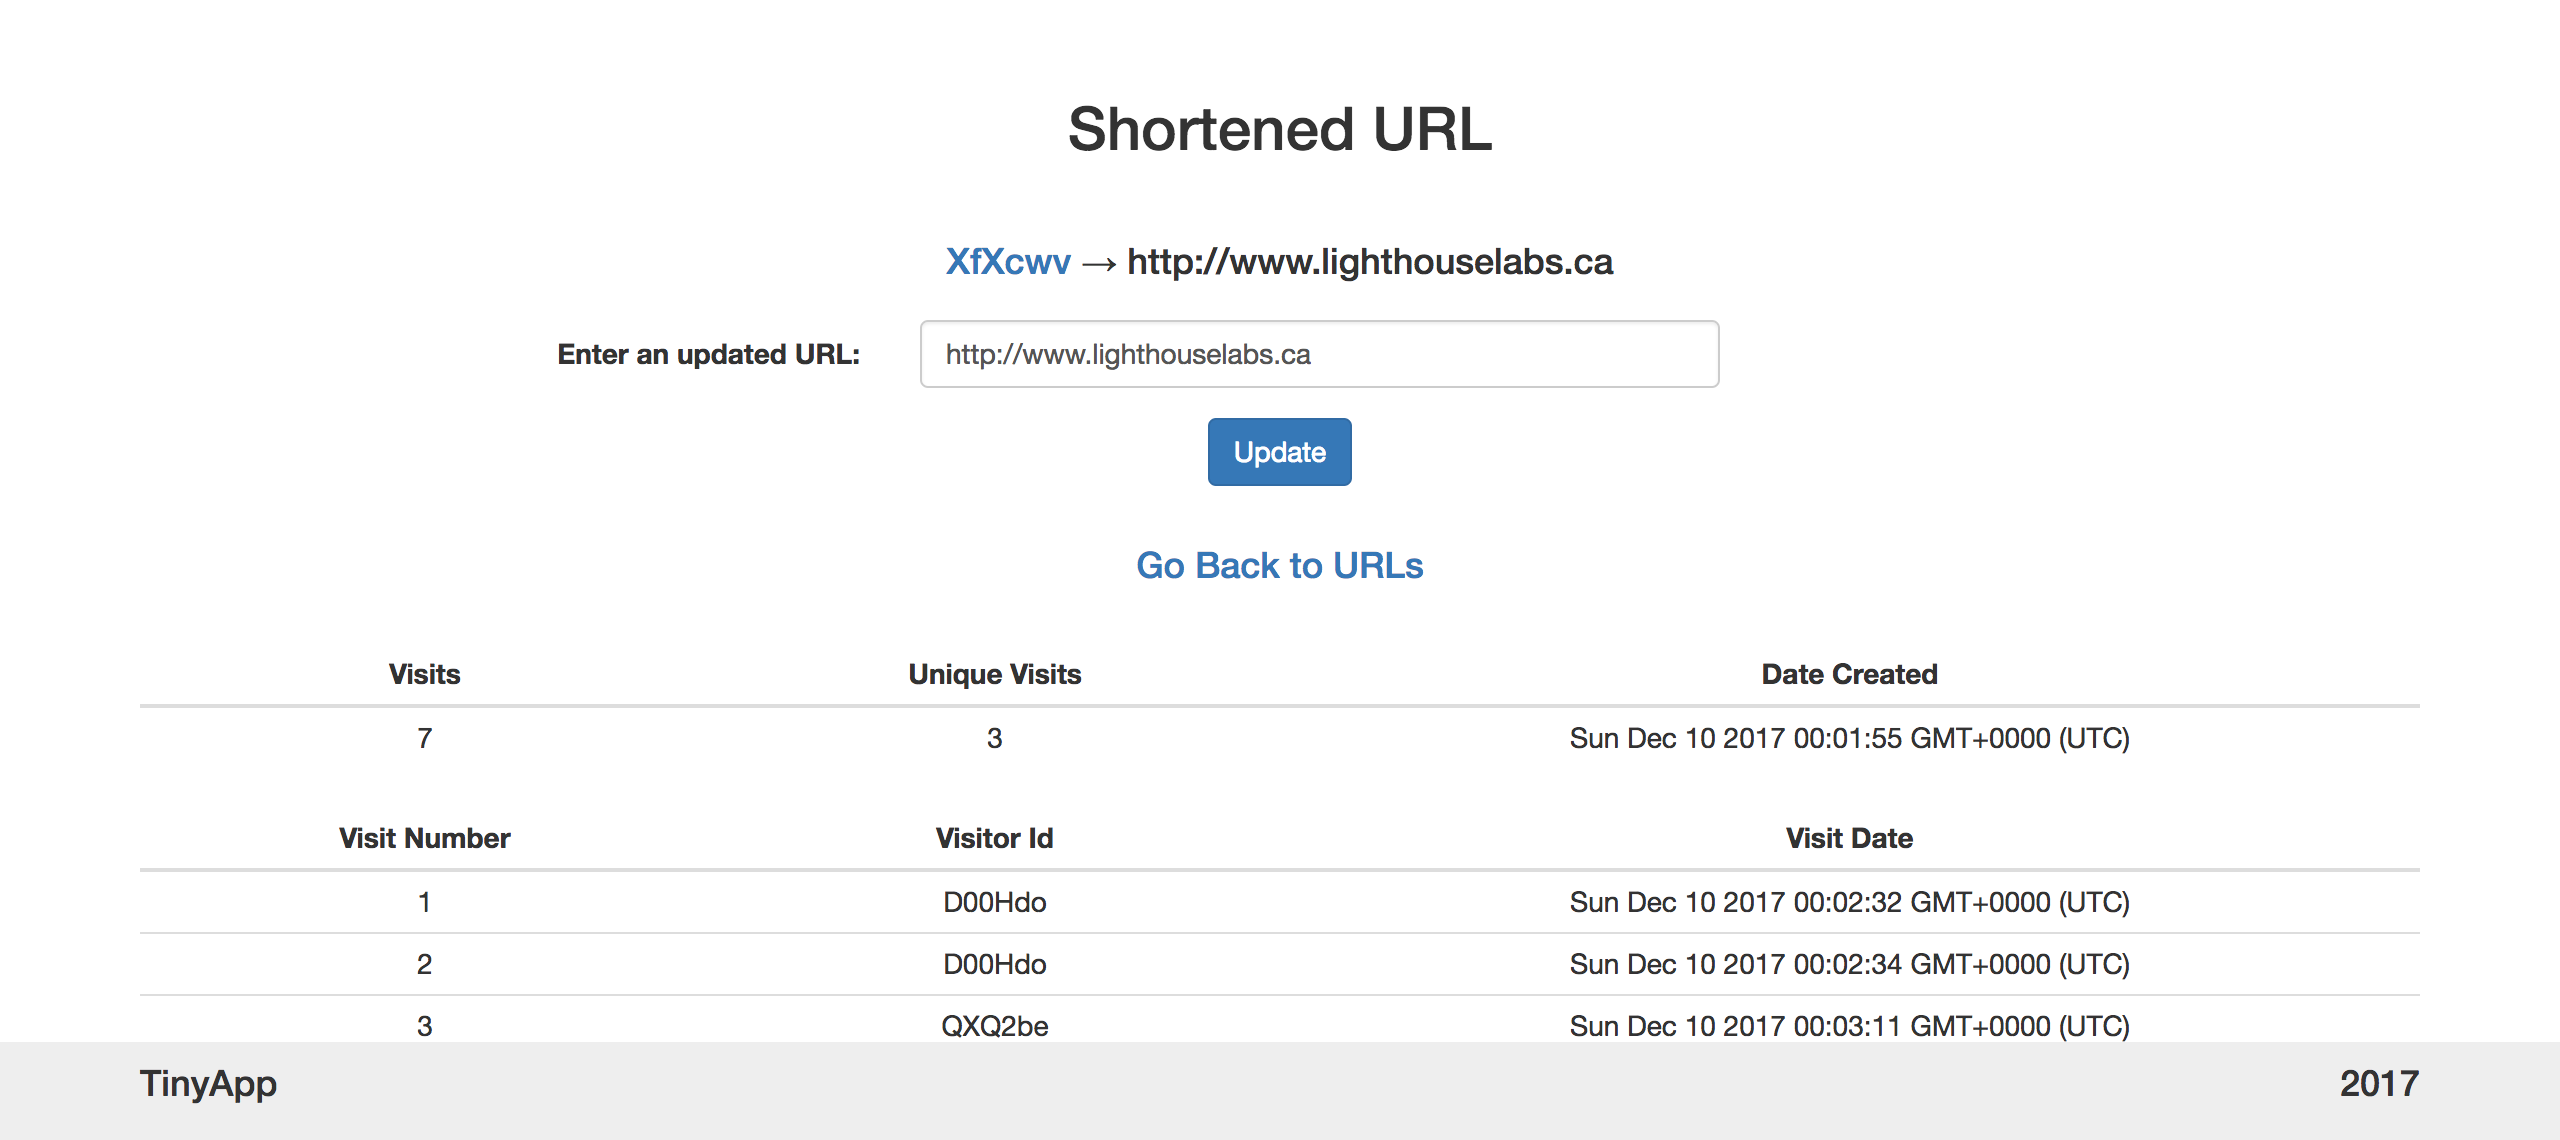 Shortened URL
XfXcwv → http://www.lighthouselabs.ca
Enter an updated URL: http://www.lighthouselabs.ca
Update
Go Back to URLs
Visits Unique Visits Date Created
7 3 Sun Dec 10 2017 00:01:55 GMT+0000 (UTC)
Visit Number Visitor Id Visit Date
1 D00Hdo Sun Dec 10 2017 00:02:32 GMT+0000 (UTC)
2 D00Hdo Sun Dec 10 2017 00:02:34 GMT+0000 (UTC)
3 QXQ2be Sun Dec 10 2017 00:03:11 GMT+0000 (UTC)
TinyApp 2017